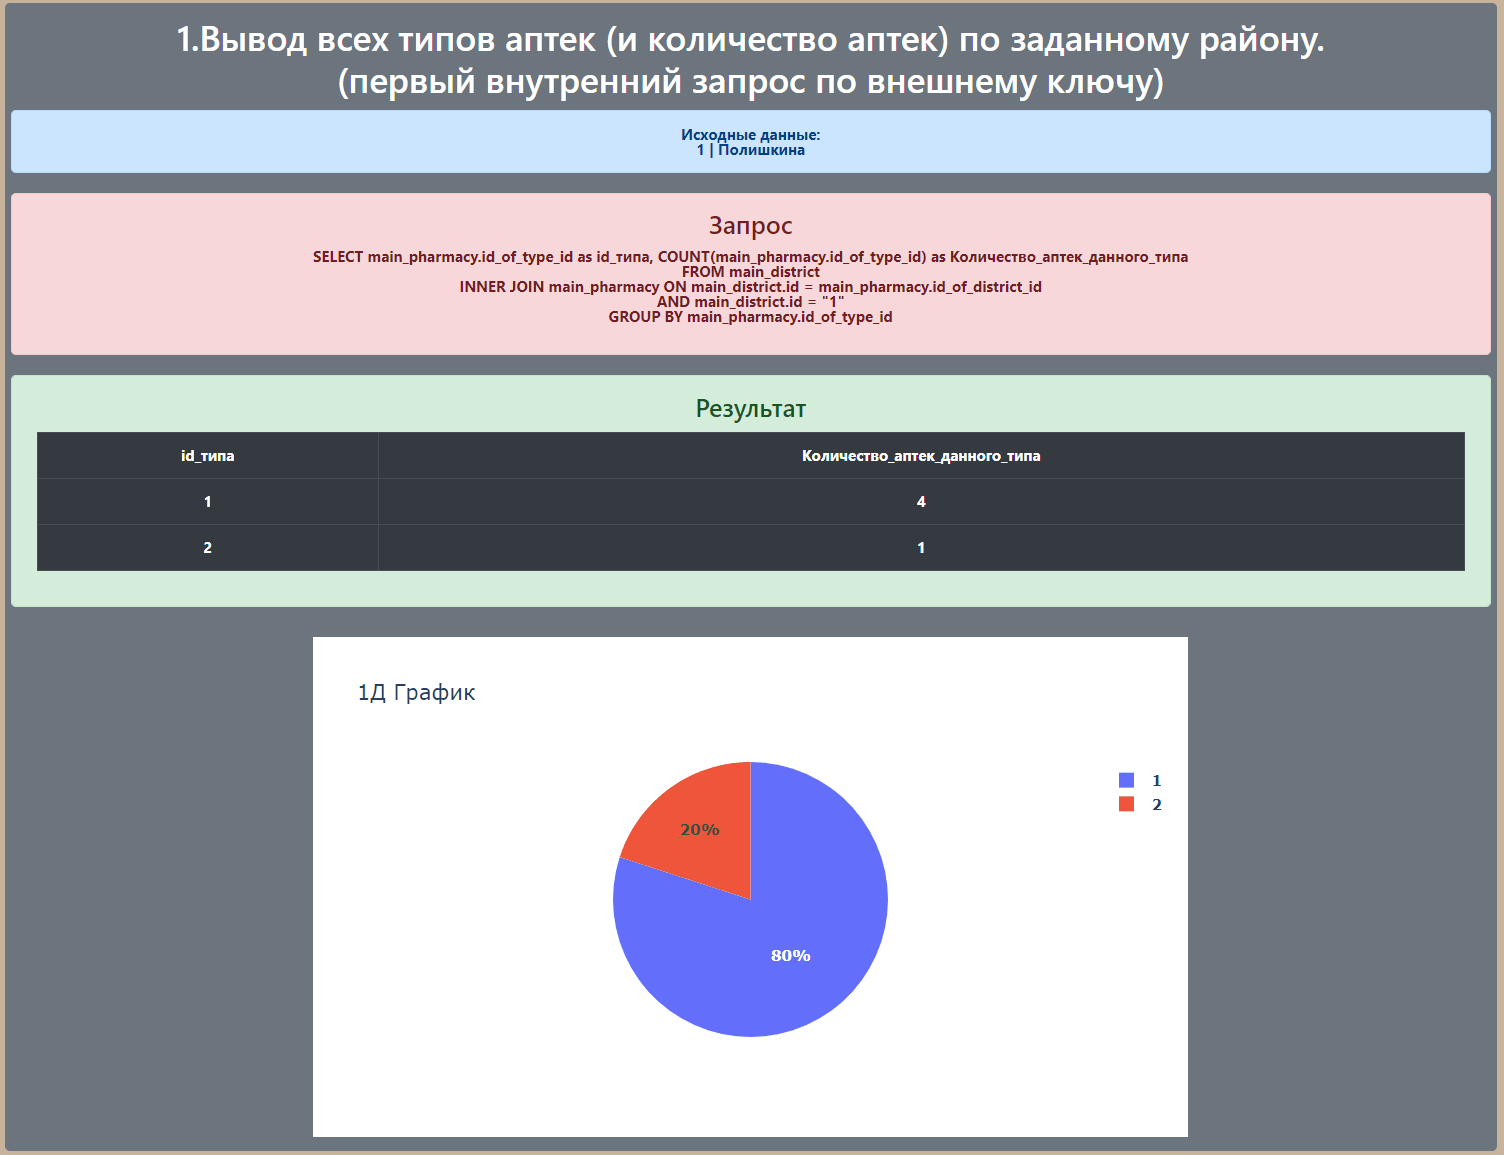 1.Вывод всех типов аптек (и количество аптек) по заданному району.
(первый внутренний запрос по внешнему ключу)
Исходные данные:
1 | Полишкина
Запрос
SELECT main_pharmacy.id_of_type_id as id_типа, COUNT(main_pharmacy.id_of_type_id) as Количество_аптек_данного_типа
FROM main_district
INNER JOIN main_pharmacy ON main_district.id = main_pharmacy.id_of_district_id
AND main_district.id = "1"
GROUP BY main_pharmacy.id_of_type_id
Результат
id_типа Количество_аптек_данного_типа
1 4
2 1
1Д График
1
2
20%
80%